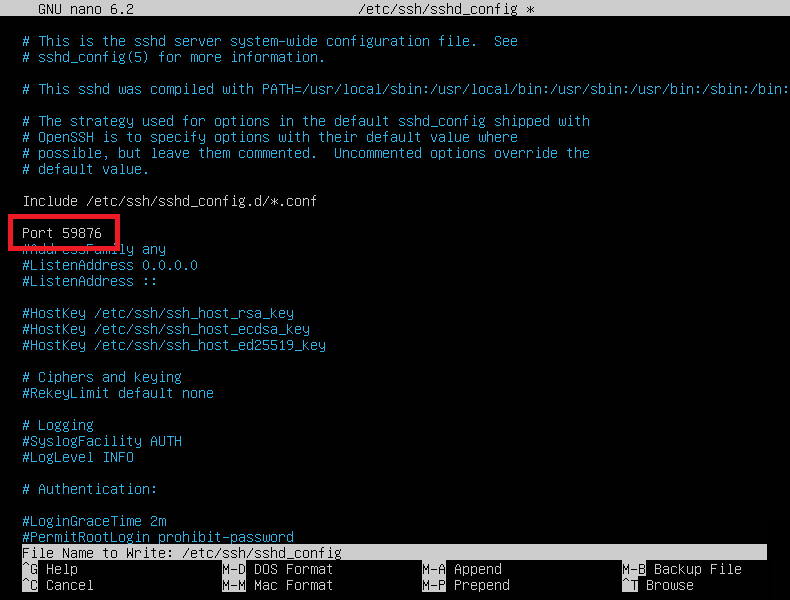 GNU nano 6.2 /etc/ssh/sshd_config *
# This is the sshd server system-wide configuration file.  See
# sshd_config(5) for more information.
# This sshd was compiled with PATH=/usr/local/sbin:/usr/local/bin:/usr/sbin:/usr/bin:/sbin:/bin:
# The strategy used for options in the default sshd_config shipped with
# OpenSSH is to specify options with their default value where
# possible, but leave them commented.  Uncommented options override the
# default value.
Include /etc/ssh/sshd_config.d/*.conf
Port 59876
#AddressFamily any
#ListenAddress 0.0.0.0
#ListenAddress ::
#HostKey /etc/ssh/ssh_host_rsa_key
#HostKey /etc/ssh/ssh_host_ecdsa_key
#HostKey /etc/ssh/ssh_host_ed25519_key
# Ciphers and keying
#RekeyLimit default none
# Logging
#SyslogFacility AUTH
#LogLevel INFO
# Authentication:
#LoginGraceTime 2m
#PermitRootLogin prohibit-password
File Name to Write: /etc/ssh/sshd_config
^G Help M-D DOS Format M-A Append M-B Backup File
^C Cancel M-M Mac Format M-P Prepend ^T Browse